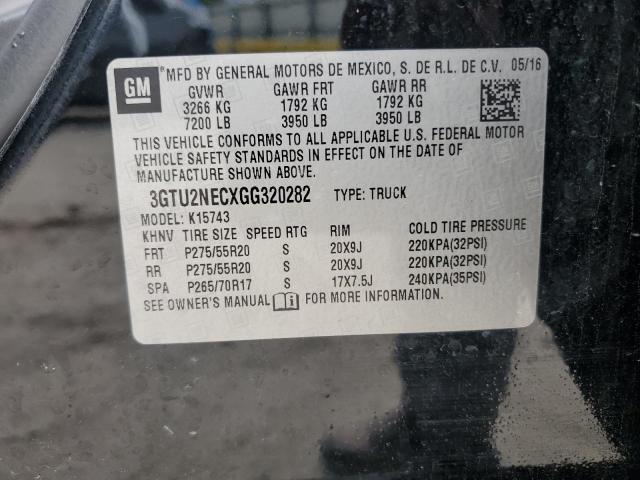 GM
®MFD BY GENERAL MOTORS DE MEXICO, S. DE R.L. DE C.V. 05/16
GVWR GAWR FRT GAWR RR
3266 KG 1792 KG 1792 KG
7200 LB 3950 LB 3950 LB
THIS VEHICLE CONFORMS TO ALL APPLICABLE U.S. FEDERAL MOTOR
VEHICLE SAFETY STANDARDS IN EFFECT ON THE DATE OF
MANUFACTURE SHOWN ABOVE.
3GTU2NECXGG320282 TYPE: TRUCK
MODEL: K15743
KHNV TIRE SIZE SPEED RTG RIM COLD TIRE PRESSURE
FRT P275/55R20 S 20X9J 220KPA(32PSI)
RR P275/55R20 S 20X9J 220KPA(32PSI)
SPA P265/70R17 S 17X7.5J 240KPA(35PSI)
SEE OWNER'S MANUAL FOR MORE INFORMATION.